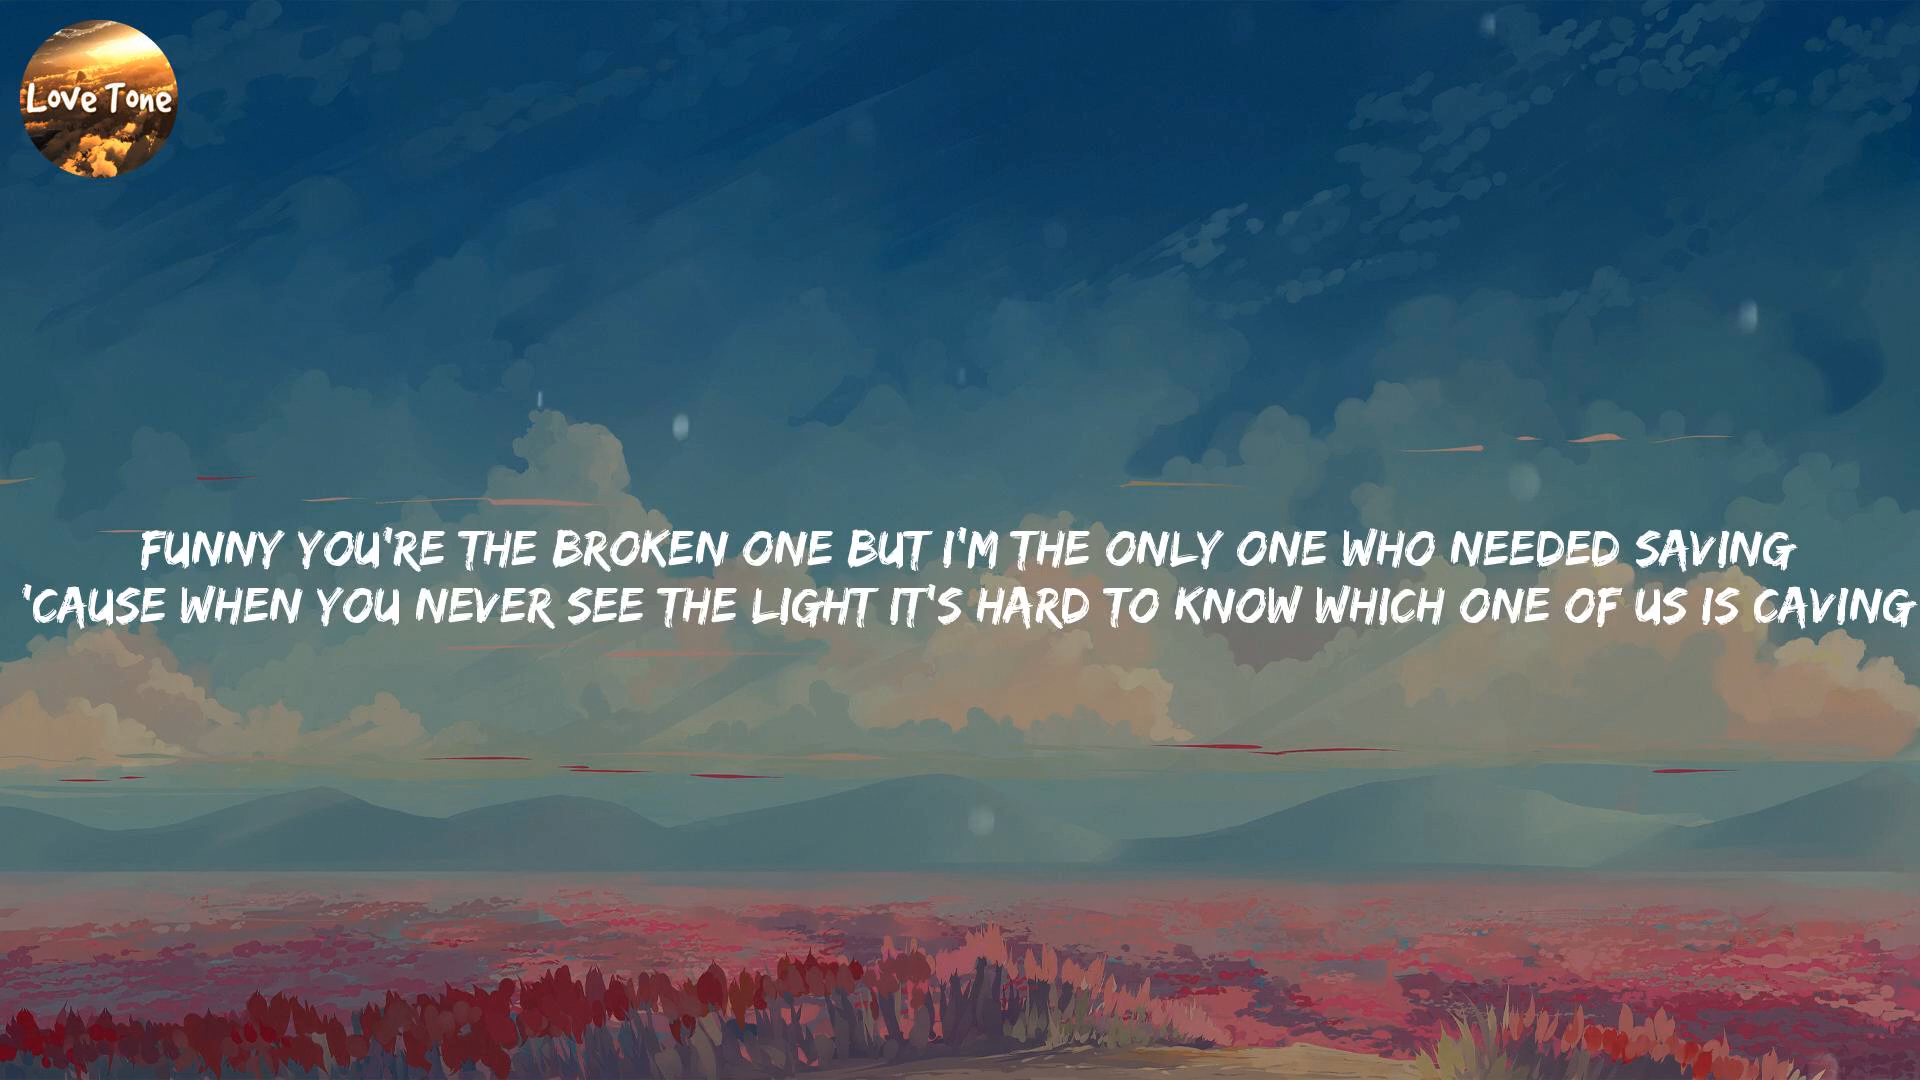 Love Tone
FUNNY YOU'RE THE BROKEN ONE BUT I'M THE ONLY ONE WHO NEEDED SAVING
'CAUSE WHEN YOU NEVER SEE THE LIGHT IT'S HARD TO KNOW WHICH ONE OF US IS CAVING